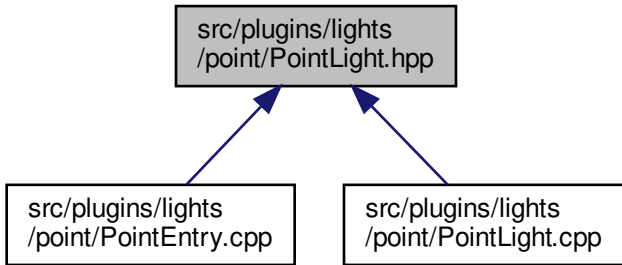 src/plugins/lights
/point/PointLight.hpp
src/plugins/lights
/point/PointEntry.cpp
src/plugins/lights
/point/PointLight.cpp